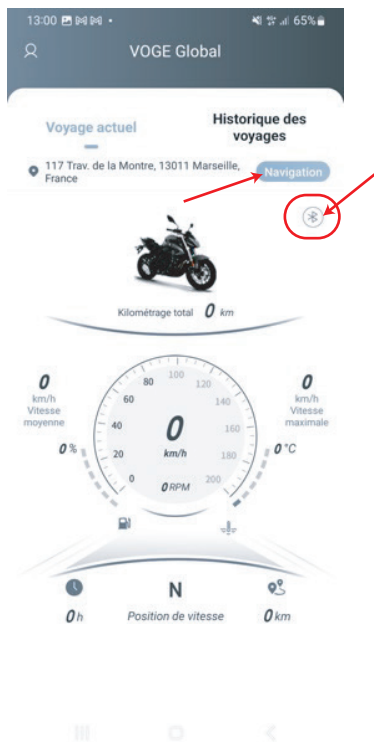 13:00
65%
VOGE Global
Voyage actuel
Historique des
voyages
117 Trav. de la Montre, 13011 Marseille,
France
Navigation
Kilométrage total 0 km
0
km/h
Vitesse
moyenne
0
km/h
Vitesse
maximale
0 %
0 °C
0
20
40
60
80
100
120
140
160
180
200
0
km/h
0 RPM
0 h
N
Position de vitesse
0 km